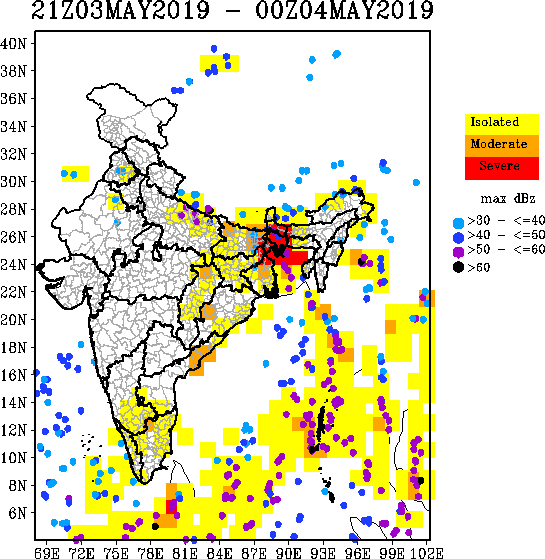 21Z03MAY2019 - 00Z04MAY2019
40N
38N
36N
34N
32N
30N
28N
26N
24N
22N
20N
18N
16N
14N
12N
10N
8N
6N
69E 72E 75E 78E 81E 84E 87E 90E 93E 96E 99E 102E
Isolated
Moderate
Severe
max dBz
>30 - <=40
>40 - <=50
>50 - <=60
>60